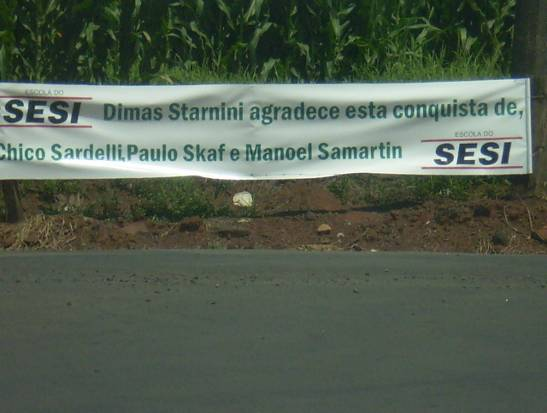 ESCOLA DO
SESI
Dimas Starnini agradece esta conquista de,
Chico Sardelli,Paulo Skaf e Manoel Samartin
ESCOLA DO
SESI